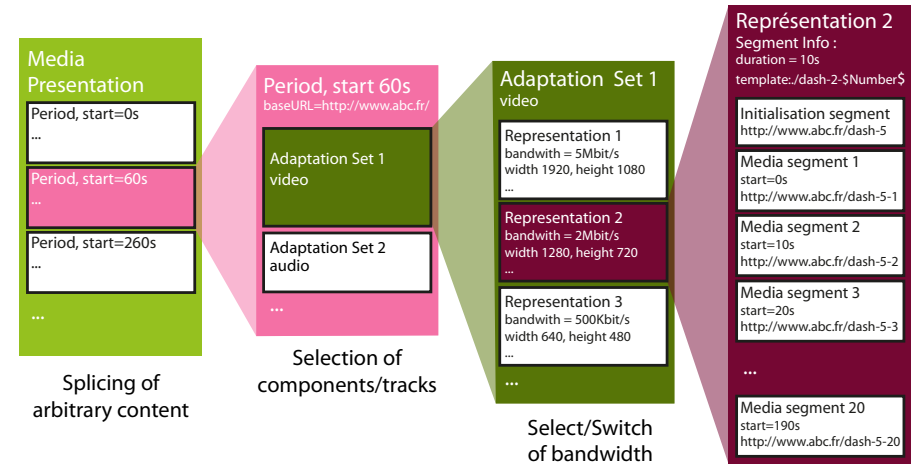 Media
Presentation
Period, start=0s
...
Period, start=60s
...
Period, start=260s
...
...
Splicing of
arbitrary content
Period, start 60s
baseURL=http://www.abc.fr/
Adaptation Set 1
video
Adaptation Set 2
audio
...
Selection of
components/tracks
Adaptation Set 1
video
Representation 1
bandwith = 5Mbit/s
width 1920, height 1080
...
Representation 2
bandwith = 2Mbit/s
width 1280, height 720
...
Representation 3
bandwith = 500Kbit/s
width 640, height 480
...
...
Select/Switch
of bandwidth
Représentation 2
Segment Info :
duration = 10s
template:./dash-2-$Number$
Initialisation segment
http://www.abc.fr/dash-5
Media segment 1
start=0s
http://www.abc.fr/dash-5-1
Media segment 2
start=10s
http://www.abc.fr/dash-5-2
Media segment 3
start=20s
http://www.abc.fr/dash-5-3
...
Media segment 20
start=190s
http://www.abc.fr/dash-5-20